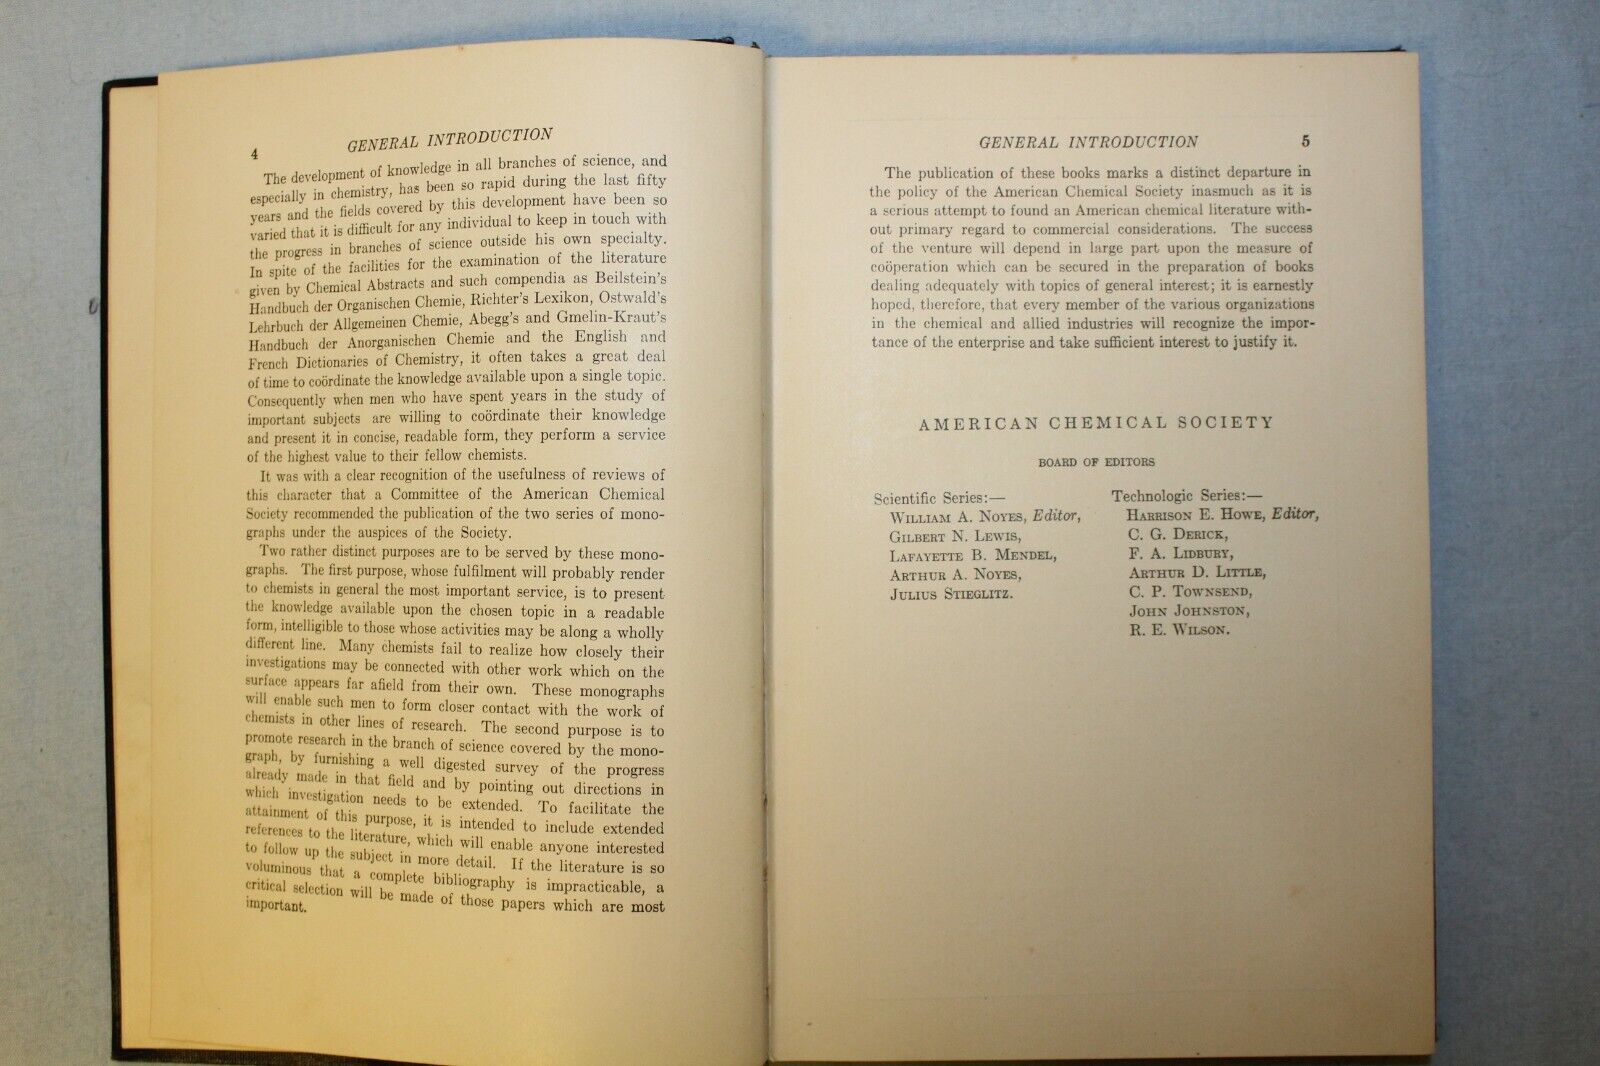 4
GENERAL INTRODUCTION
The development of knowledge in all branches of science, and
especially in chemistry, has been so rapid during the last fifty
years and the fields covered by this development have been so
varied that it is difficult for any individual to keep in touch with
the progress in branches of science outside his own specialty.
In spite of the facilities for the examination of the literature
given by Chemical Abstracts and such compendia as Beilstein's
Handbuch der Organischen Chemie, Richter's Lexikon, Ostwald's
Lehrbuch der Allgemeinen Chemie, Abegg's and Gmelin-Kraut's
Handbuch der Anorganischen Chemie and the English and
French Dictionaries of Chemistry, it often takes a great deal
of time to coördinate the knowledge available upon a single topic.
Consequently when men who have spent years in the study of
important subjects are willing to coördinate their knowledge
and present it in concise, readable form, they perform a service
of the highest value to their fellow chemists.
It was with a clear recognition of the usefulness of reviews of
this character that a Committee of the American Chemical
Society recommended the publication of the two series of mono-
graphs under the auspices of the Society.
Two rather distinct purposes are to be served by these mono-
graphs. The first purpose, whose fulfilment will probably render
to chemists in general the most important service, is to present
the knowledge available upon the chosen topic in a readable
form, intelligible to those whose activities may be along a wholly
different line. Many chemists fail to realize how closely their
investigations may be connected with other work which on the
surface appears far afield from their own. These monographs
will enable such men to form closer contact with the work of
chemists in other lines of research. The second purpose is to
promote research in the branch of science covered by the mono-
graph, by furnishing a well digested survey of the progress
already made in that field and by pointing out directions in
which investigation needs to be extended. To facilitate the
attainment of this purpose, it is intended to include extended
references to the literature, which will enable anyone interested
to follow up the subject in more detail. If the literature is so
voluminous that a complete bibliography is impracticable, a
critical selection will be made of those papers which are most
important.
GENERAL INTRODUCTION
5
The publication of these books marks a distinct departure in
the policy of the American Chemical Society inasmuch as it is
a serious attempt to found an American chemical literature with-
out primary regard to commercial considerations. The success
of the venture will depend in large part upon the measure of
coöperation which can be secured in the preparation of books
dealing adequately with topics of general interest; it is earnestly
hoped, therefore, that every member of the various organizations
in the chemical and allied industries will recognize the impor-
tance of the enterprise and take sufficient interest to justify it.
AMERICAN CHEMICAL SOCIETY
BOARD OF EDITORS
Scientific Series:—
WILLIAM A. NOYES, Editor,
GILBERT N. LEWIS,
LAFAYETTE B. MENDEL,
ARTHUR A. NOYES,
JULIUS STIEGLITZ.
Technologic Series:—
HARRISON E. HOWE, Editor,
C. G. DERICK,
F. A. LIDBURY,
ARTHUR D. LITTLE,
C. P. TOWNSEND,
JOHN JOHNSTON,
R. E. WILSON.